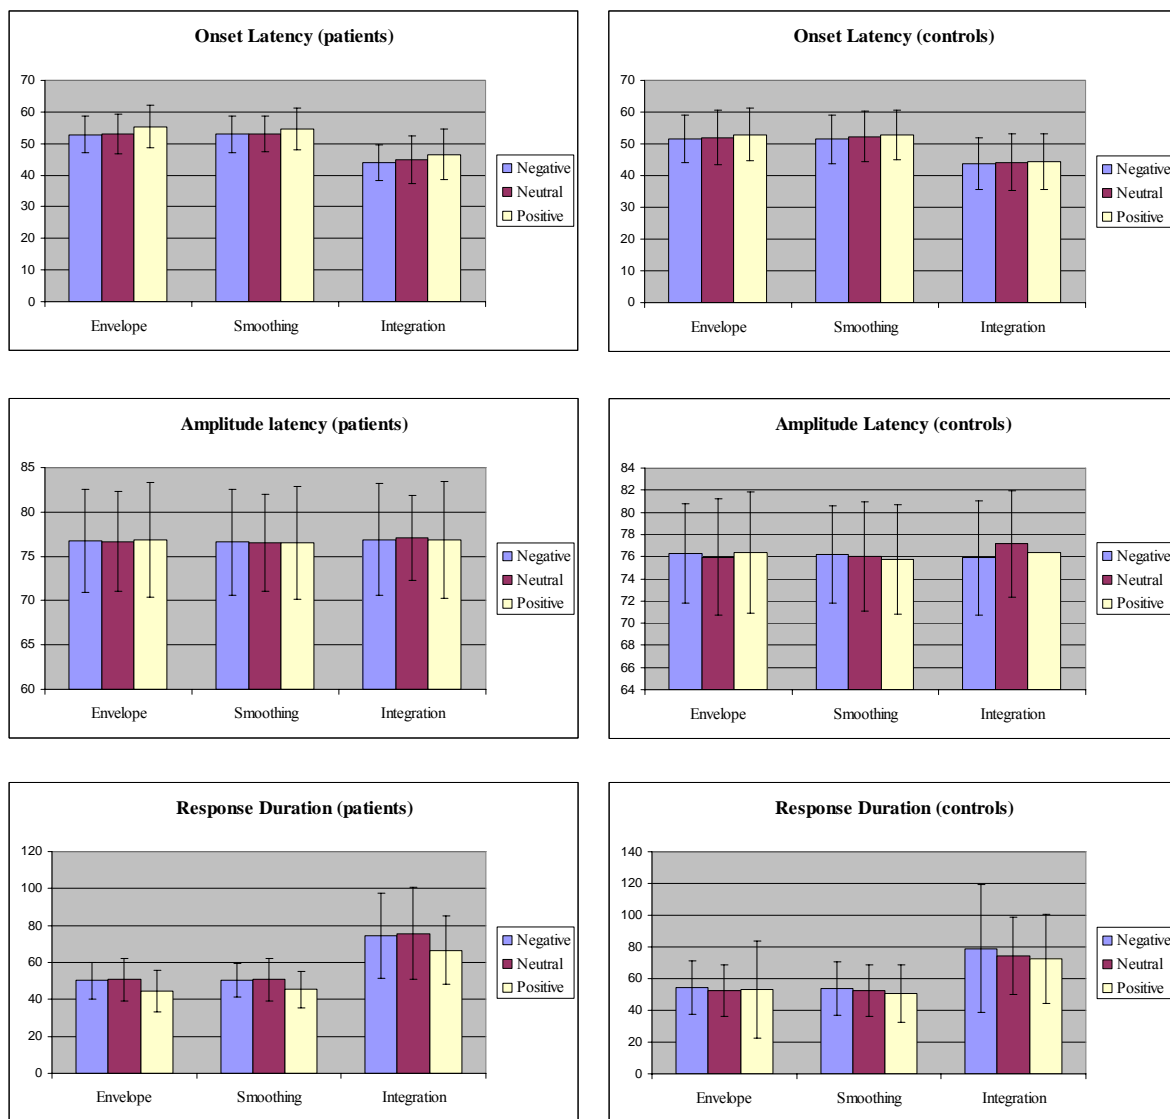 Onset Latency (patients)
70
60
50
40
30
20
10
0
Envelope Smoothing Integration
Negative
Neutral
Positive
Onset Latency (controls)
70
60
50
40
30
20
10
0
Envelope Smoothing Integration
Negative
Neutral
Positive
Amplitude latency (patients)
85
80
75
70
65
60
Envelope Smoothing Integration
Negative
Neutral
Positive
Amplitude Latency (controls)
84
82
80
78
76
74
72
70
68
66
64
Envelope Smoothing Integration
Negative
Neutral
Positive
Response Duration (patients)
120
100
80
60
40
20
0
Envelope Smoothing Integration
Negative
Neutral
Positive
Response Duration (controls)
140
120
100
80
60
40
20
0
Envelope Smoothing Integration
Negative
Neutral
Positive